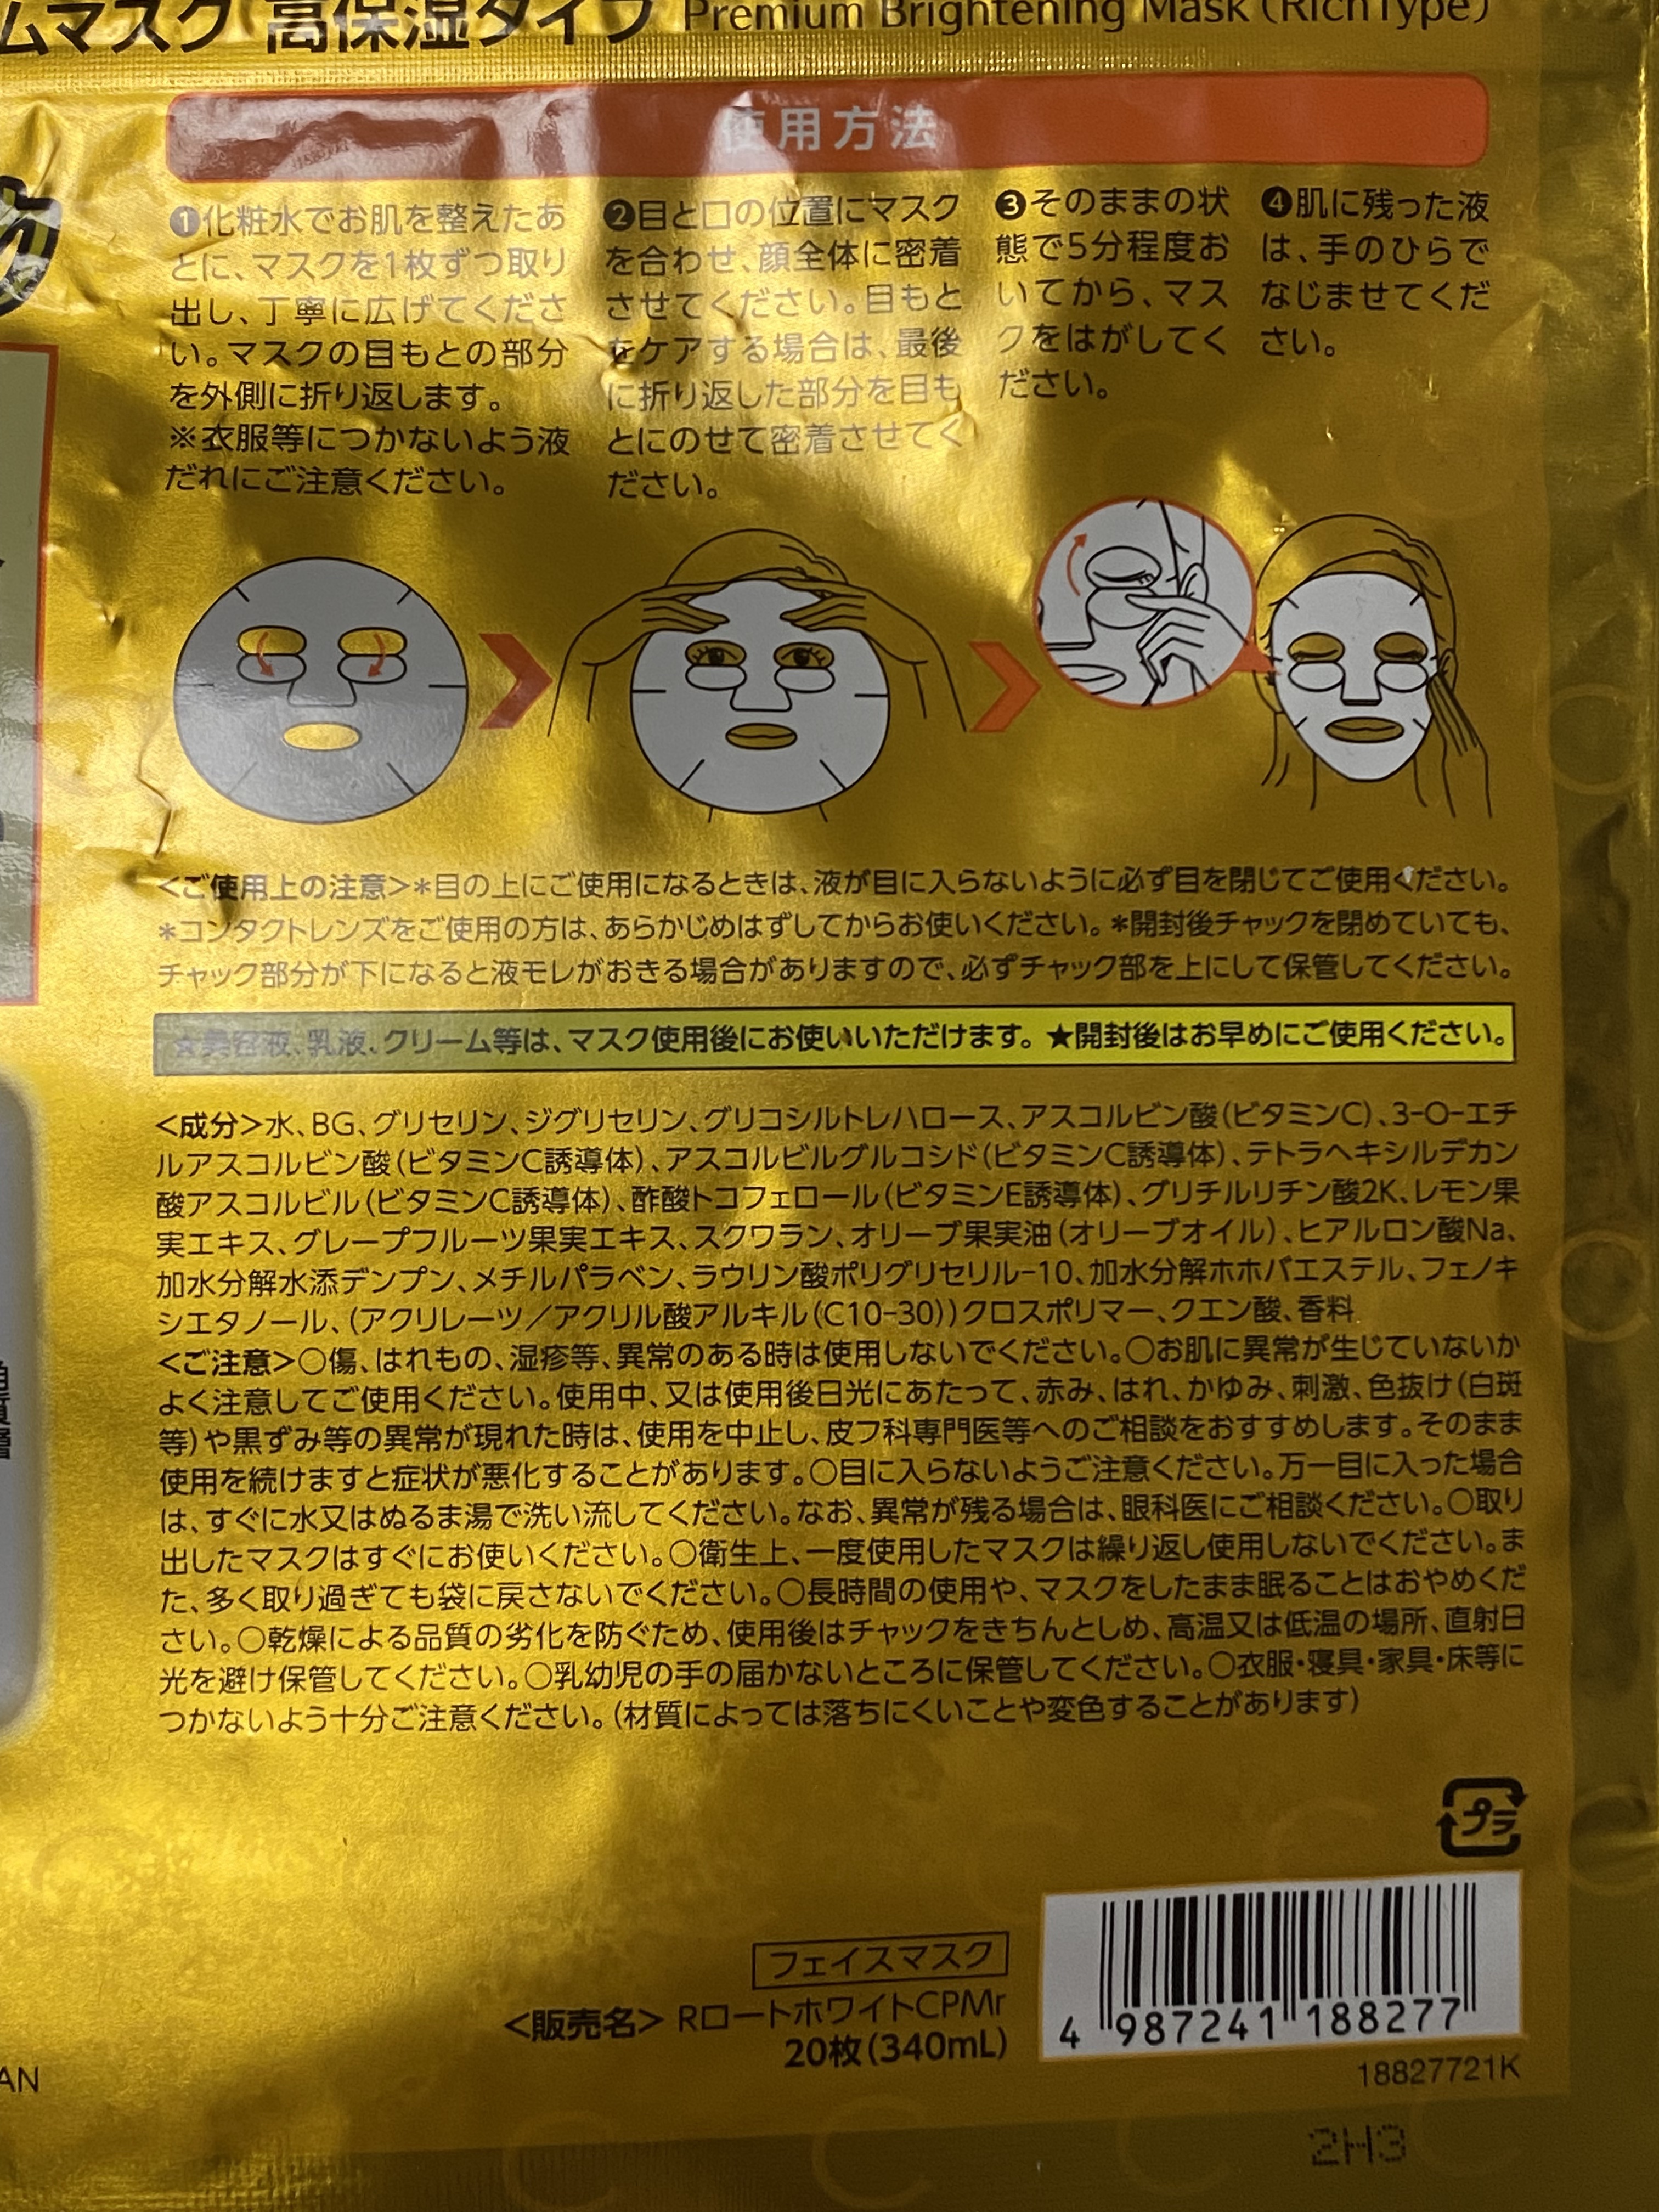 ムマスク 高保湿タイプ Premium Brightening Mask (RichType)
使用方法
❶化粧水でお肌を整えたあ
とに、マスクを1枚ずつ取り
出し、丁寧に広げてくださ
い。マスクの目もとの部分
を外側に折り返します。
※衣服等につかないよう液
だれにご注意ください。
❷目と口の位置にマスク
を合わせ、顔全体に密着
させてください。目もと
をケアする場合は、最後
に折り返した部分を目も
とにのせて密着させてく
ださい。
❸そのままの状
態で5分程度お
いてから、マス
クをはがしてく
ださい。
❹肌に残った液
は、手のひらで
なじませてくだ
さい。
<ご使用上の注意>*目の上にご使用になるときは、液が目に入らないように必ず目を閉じてご使用ください。
*コンタクトレンズをご使用の方は、あらかじめはずしてからお使いください。*開封後チャックを閉めていても、
チャック部分が下になると液モレがおきる場合がありますので、必ずチャック部を上にして保管してください。
★美容液、乳液、クリーム等は、マスク使用後にお使いいただけます。★開封後はお早めにご使用ください。
<成分>水、BG、グリセリン、ジグリセリン、グリコシルトレハロース、アスコルビン酸(ビタミンC)、3-O-エチ
ルアスコルビン酸(ビタミンC誘導体)、アスコルビルグルコシド(ビタミンC誘導体)、テトラヘキシルデカン
酸アスコルビル(ビタミンC誘導体)、酢酸トコフェロール(ビタミンE誘導体)、グリチルリチン酸2K、レモン果
実エキス、グレープフルーツ果実エキス、スクワラン、オリーブ果実油(オリーブオイル)、ヒアルロン酸Na、
加水分解水添デンプン、メチルパラベン、ラウリン酸ポリグリセリル-10、加水分解ホホバエステル、フェノキ
シエタノール、(アクリレーツ/アクリル酸アルキル(C10-30))クロスポリマー、クエン酸、香料
<ご注意>○傷、はれもの、湿疹等、異常のある時は使用しないでください。○お肌に異常が生じていないか
よく注意してご使用ください。使用中、又は使用後日光にあたって、赤み、はれ、かゆみ、刺激、色抜け(白斑
等)や黒ずみ等の異常が現れた時は、使用を中止し、皮フ科専門医等へのご相談をおすすめします。そのまま
使用を続けますと症状が悪化することがあります。○目に入らないようご注意ください。万一目に入った場合
は、すぐに水又はぬるま湯で洗い流してください。なお、異常が残る場合は、眼科医にご相談ください。○取り
出したマスクはすぐにお使いください。○衛生上、一度使用したマスクは繰り返し使用しないでください。ま
た、多く取り過ぎても袋に戻さないでください。○長時間の使用や、マスクをしたまま眠ることはおやめくだ
さい。○乾燥による品質の劣化を防ぐため、使用後はチャックをきちんとしめ、高温又は低温の場所、直射日
光を避け保管してください。○乳幼児の手の届かないところに保管してください。○衣服・寝具・家具・床等に
つかないよう十分ご注意ください。(材質によっては落ちにくいことや変色することがあります)
プラ
フェイスマスク
<販売名> RロートホワイトCPMr
20枚(340mL)
4 987241 188277
18827721K
AN
2H3